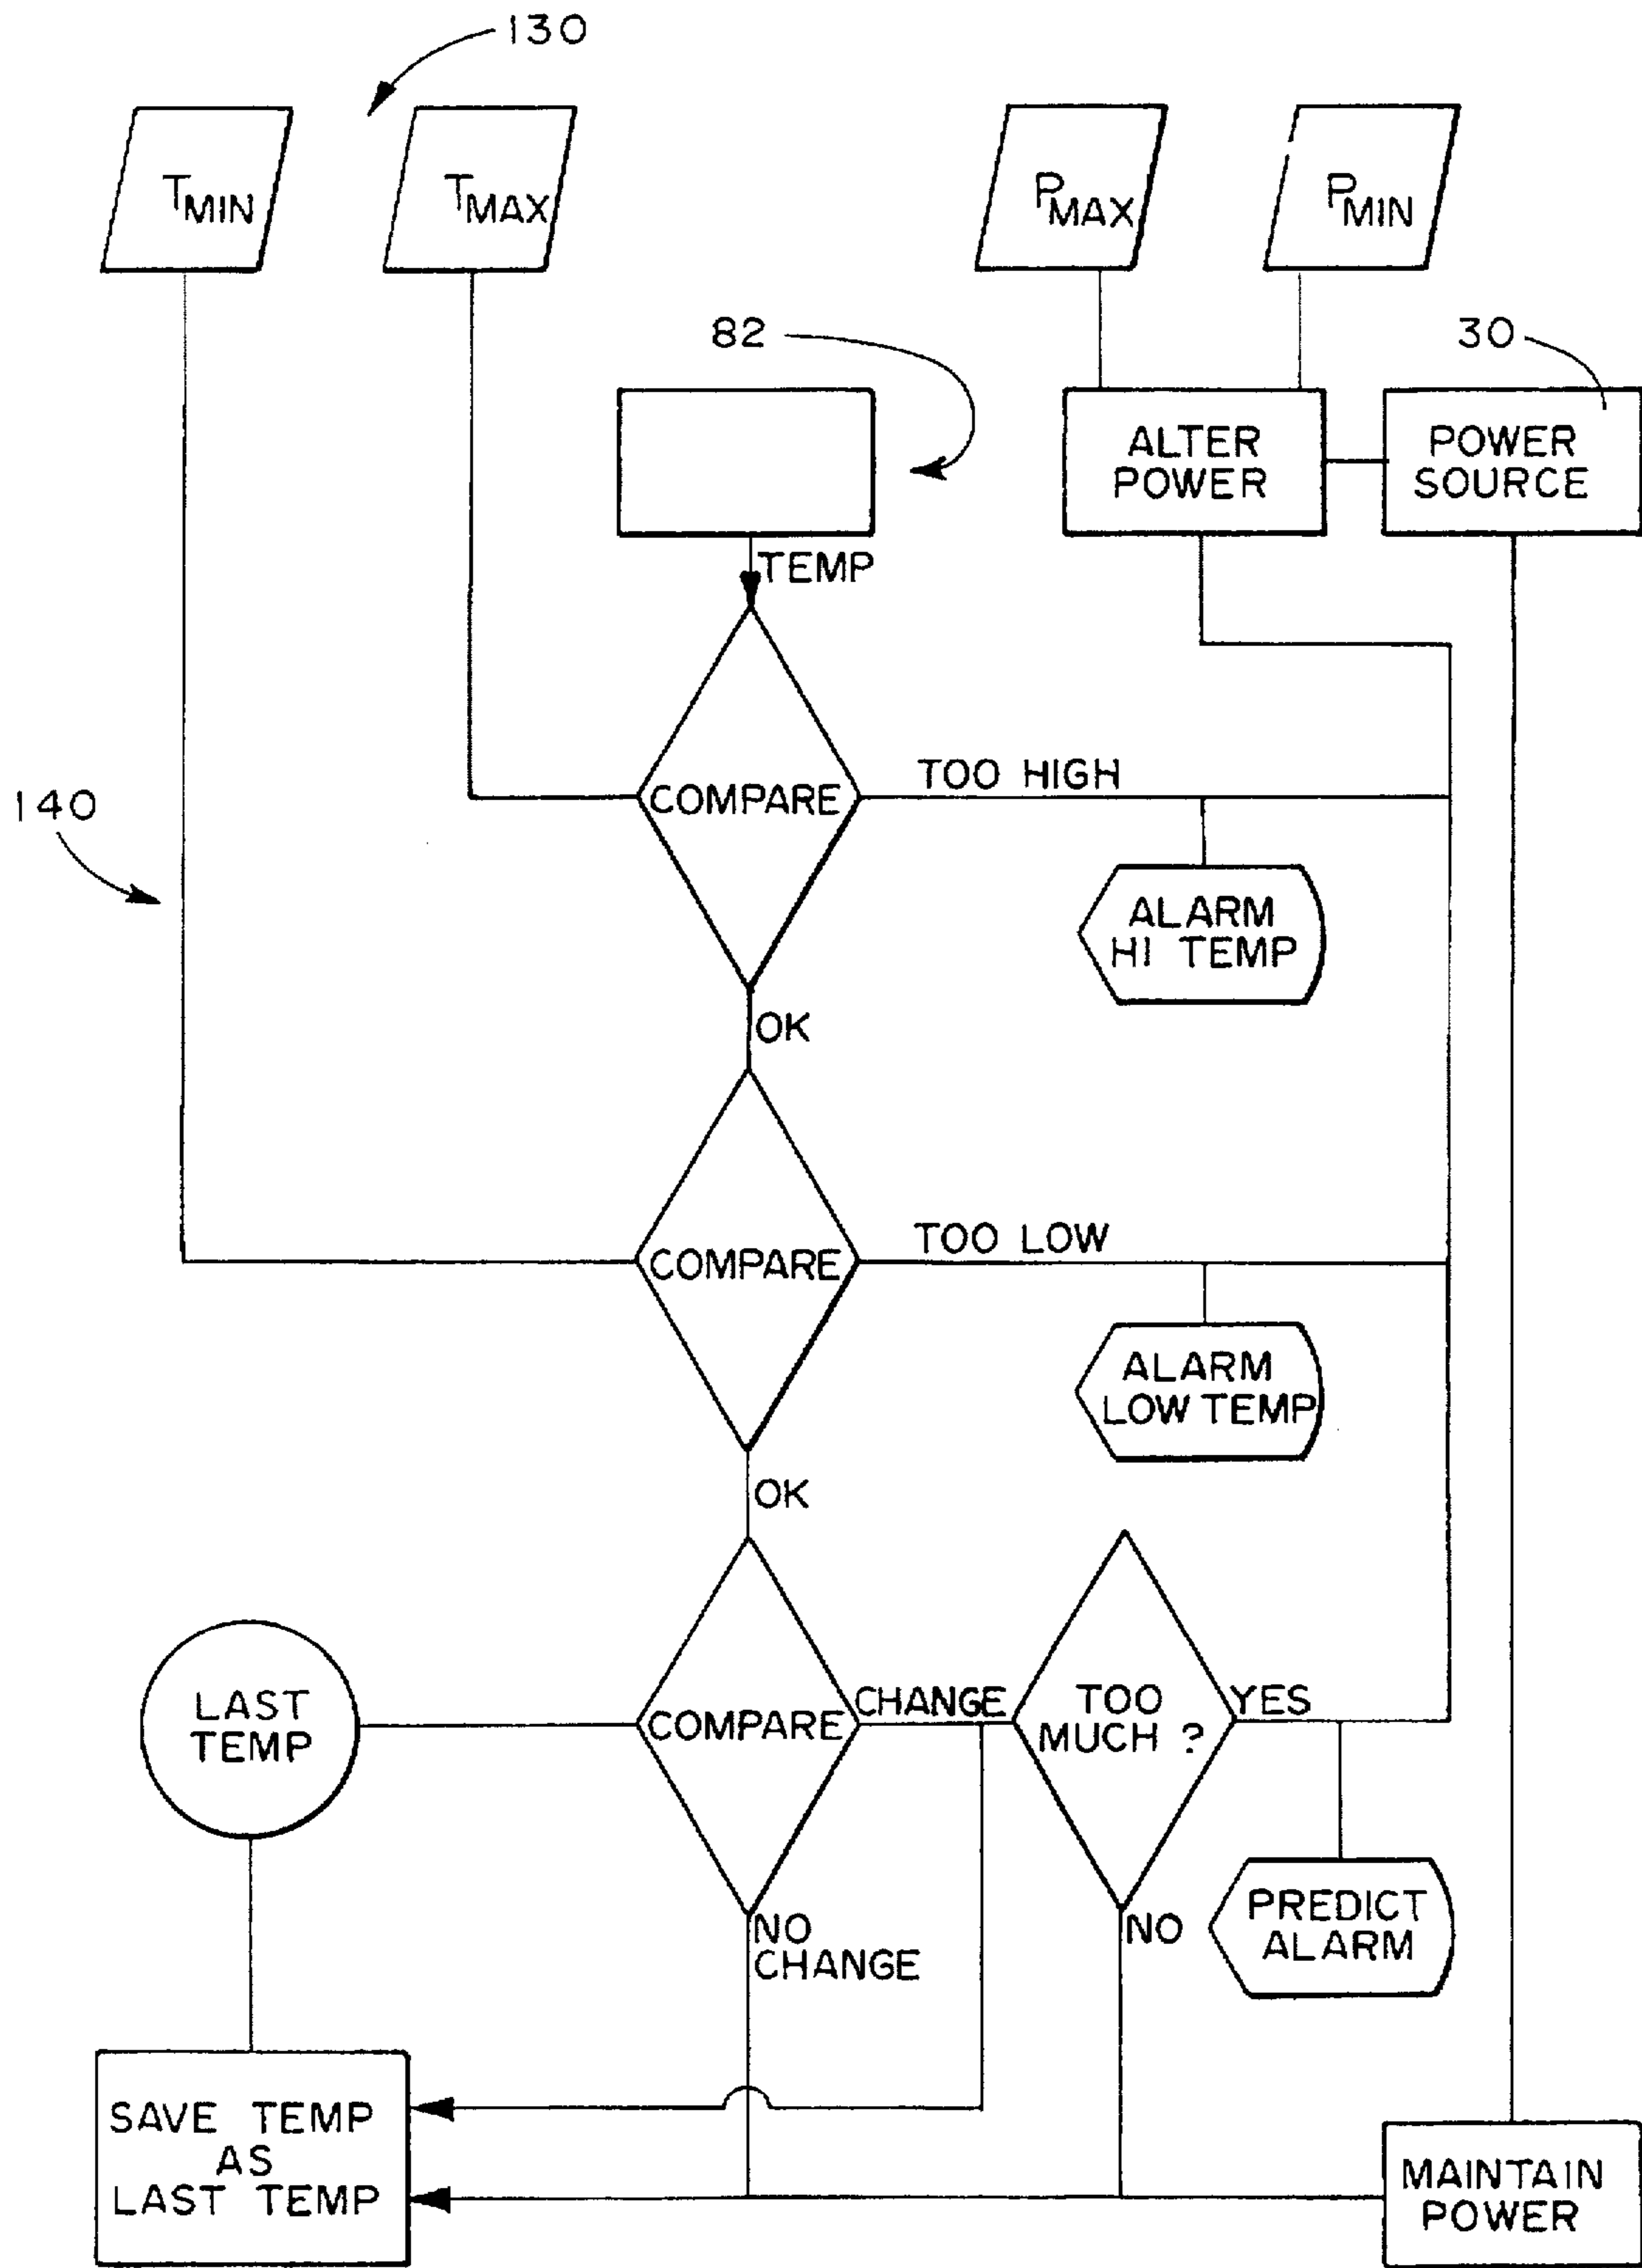 130
TMIN
TMAX
PMAX
PMIN
82
30
ALTER
POWER
POWER
SOURCE
TEMP
COMPARE
TOO HIGH
140
ALARM
HI TEMP
OK
COMPARE
TOO LOW
ALARM
LOW TEMP
OK
LAST
TEMP
COMPARE
CHANGE
TOO
MUCH ?
YES
NO
CHANGE
NO
PREDICT
ALARM
SAVE TEMP
AS
LAST TEMP
MAINTAIN
POWER